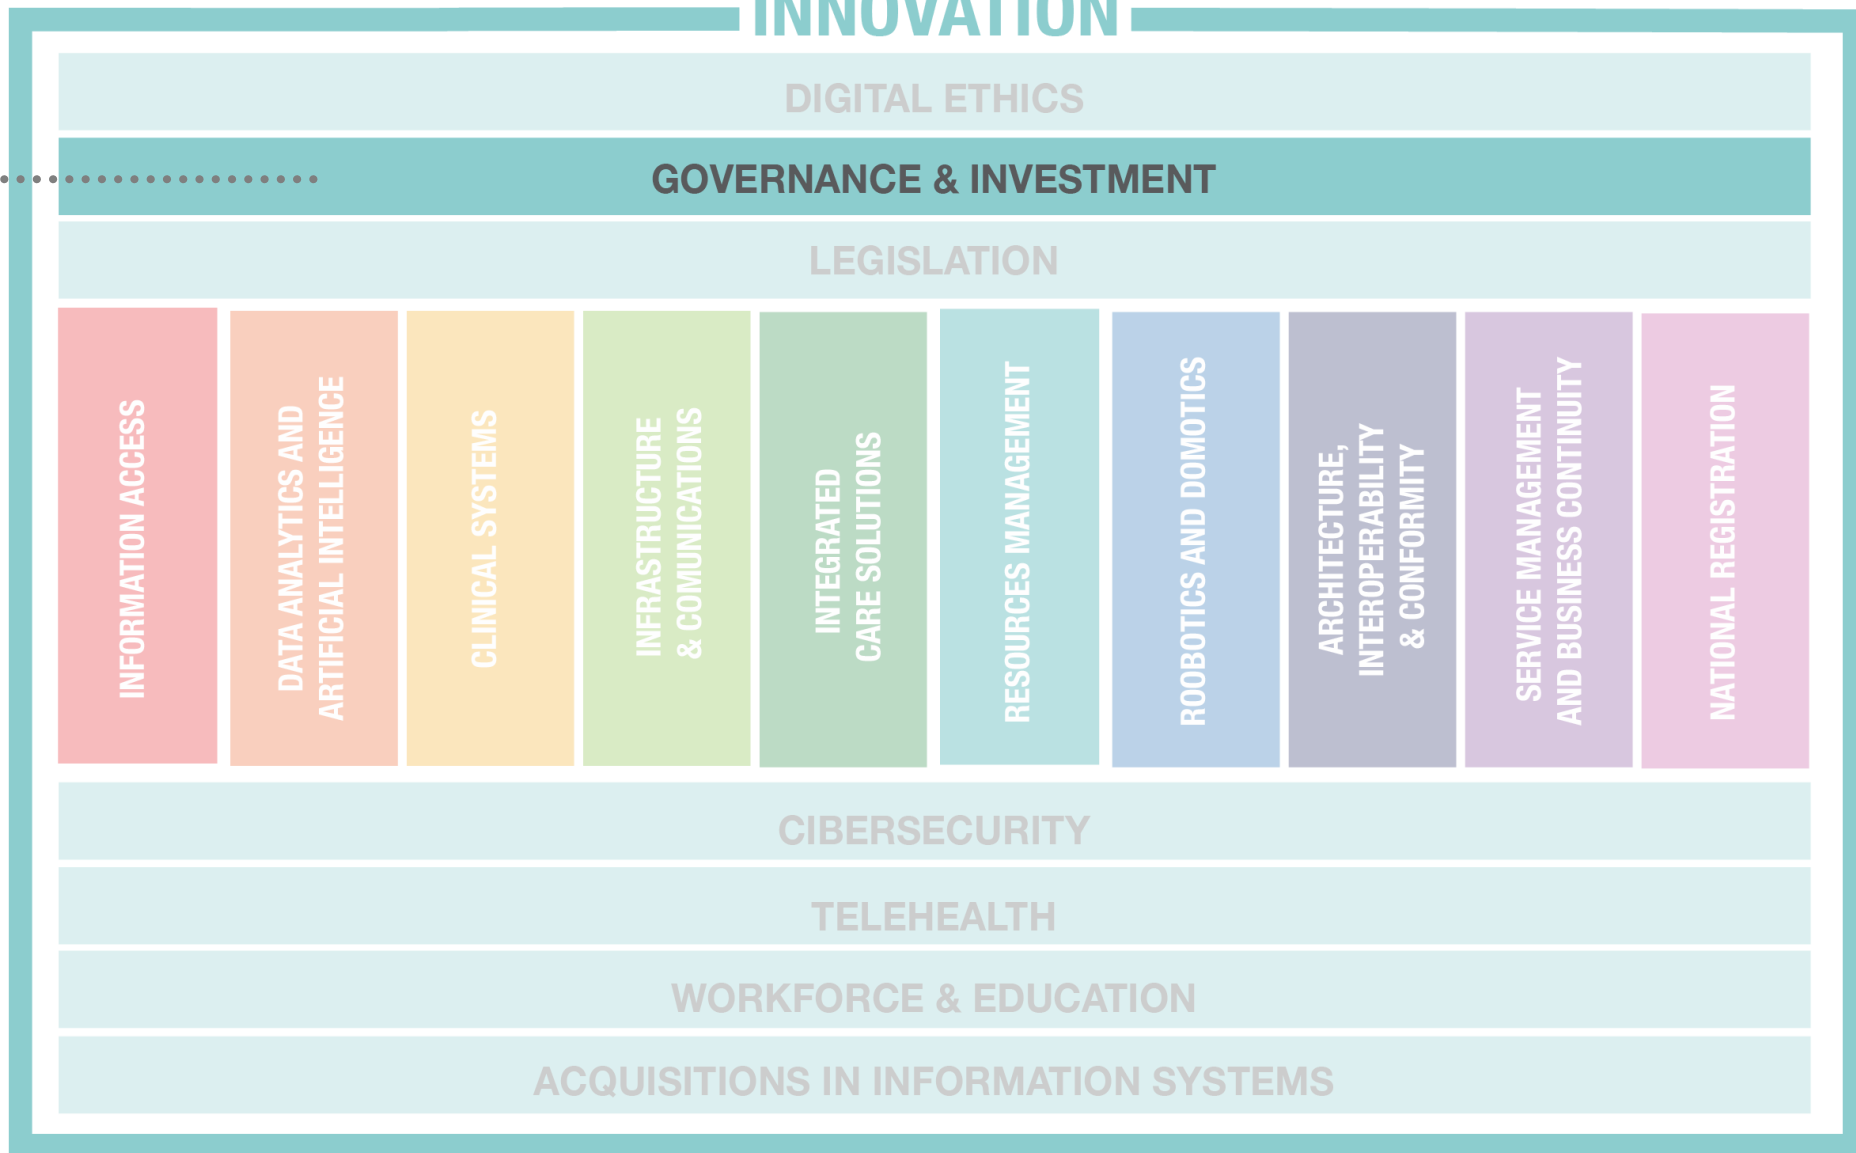 INNOVATION
DIGITAL ETHICS
GOVERNANCE & INVESTMENT
LEGISLATION
INFORMATION ACCESS
DATA ANALYTICS AND
ARTIFICIAL INTELLIGENCE
CLINICAL SYSTEMS
INFRASTRUCTURE
& COMUNICATIONS
INTEGRATED
CARE SOLUTIONS
RESOURCES MANAGEMENT
ROOBOTICS AND DOMOTICS
ARCHITECTURE,
INTEROPERABILITY
& CONFORMITY
SERVICE MANAGEMENT
AND BUSINESS CONTINUITY
NATIONAL REGISTRATION
CIBERSECURITY
TELEHEALTH
WORKFORCE & EDUCATION
ACQUISITIONS IN INFORMATION SYSTEMS